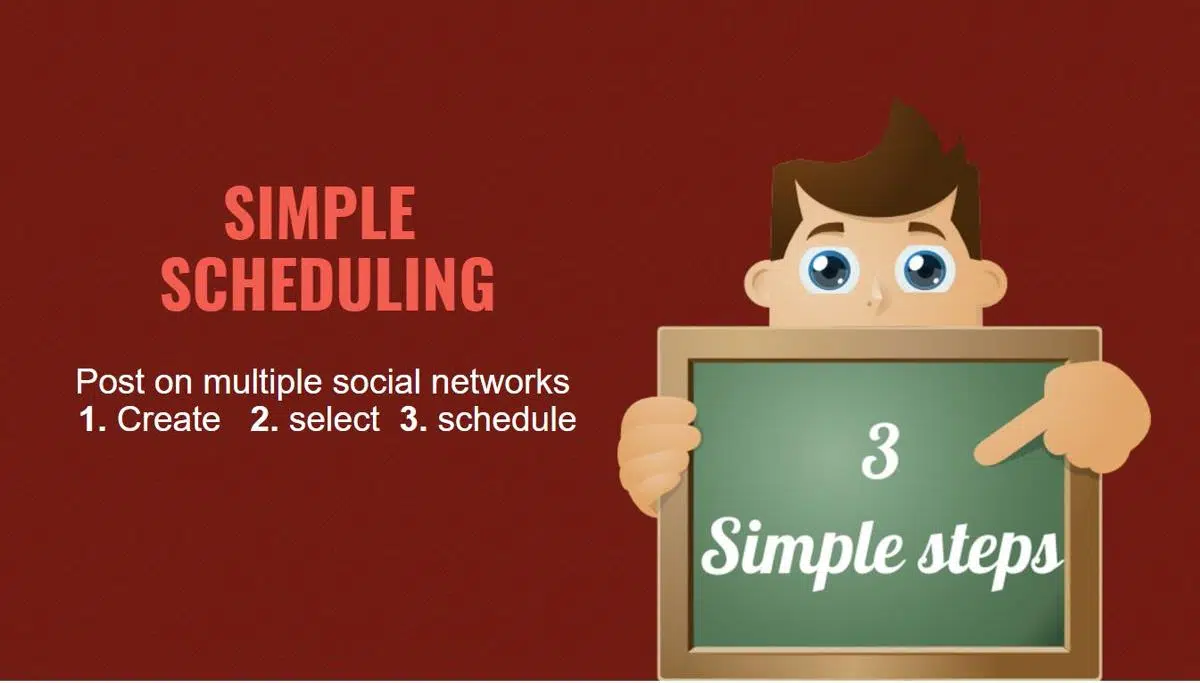 SIMPLE
SCHEDULING
Post on multiple social networks
1. Create 2. select 3. schedule
3
Simple steps